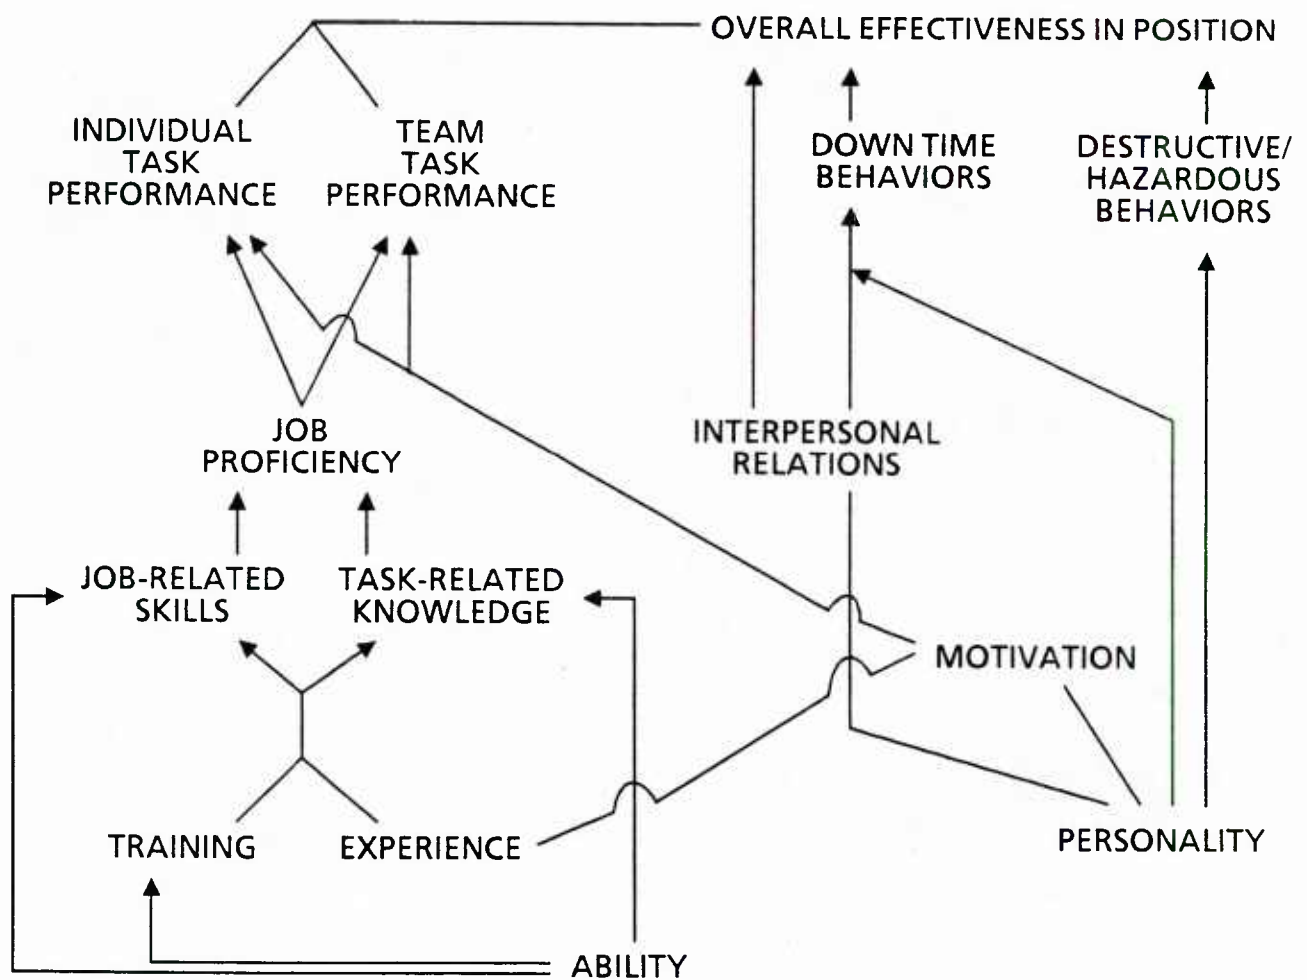 OVERALL EFFECTIVENESS IN POSITION
INDIVIDUAL
TASK
PERFORMANCE
TEAM
TASK
PERFORMANCE
DOWN TIME
BEHAVIORS
DESTRUCTIVE/
HAZARDOUS
BEHAVIORS
JOB
PROFICIENCY
INTERPERSONAL
RELATIONS
JOB-RELATED
SKILLS
TASK-RELATED
KNOWLEDGE
MOTIVATION
TRAINING
EXPERIENCE
PERSONALITY
ABILITY